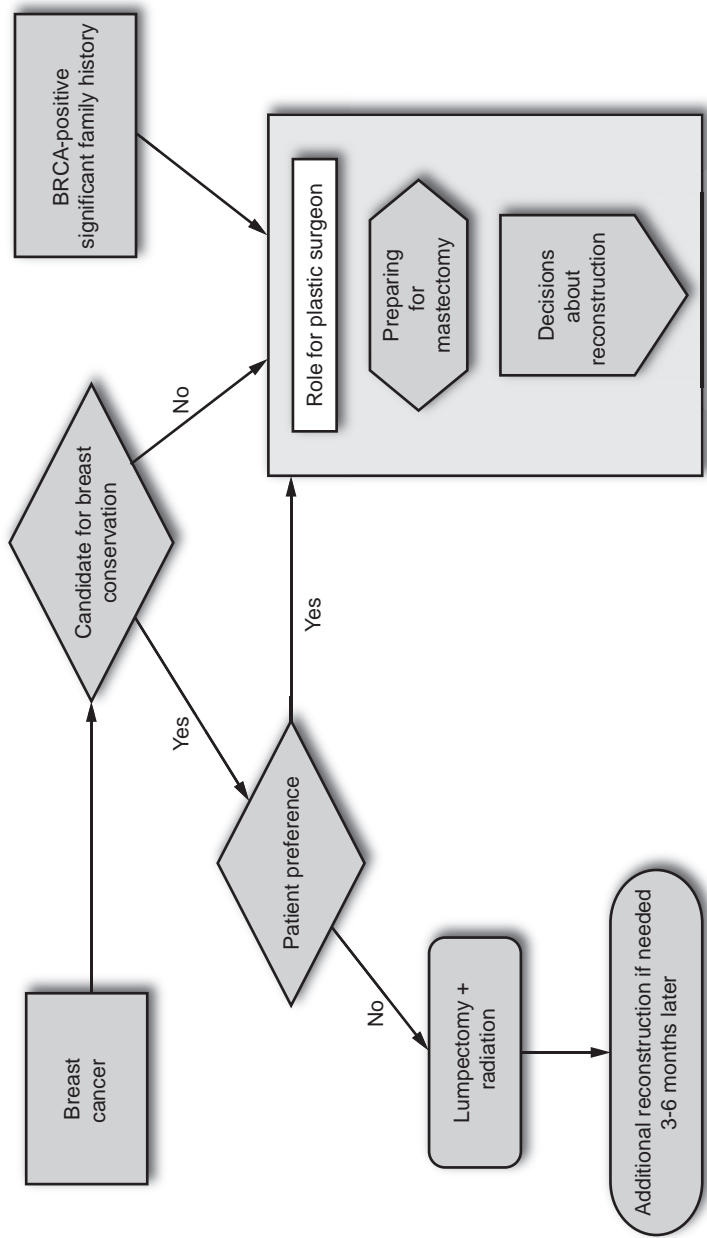 Breast
cancer
Candidate for breast
conservation
BRCA-positive
significant family history
Yes
No
Patient preference
Yes
No
Role for plastic surgeon
Preparing
for
mastectomy
Decisions
about
reconstruction
Lumpectomy +
radiation
Additional reconstruction if needed
3-6 months later